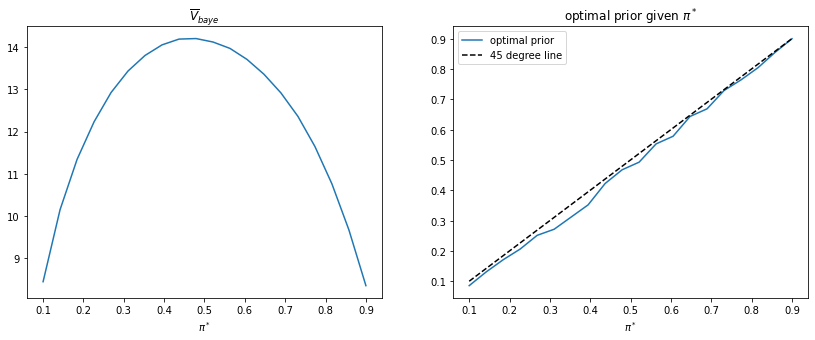 V̅_baye
14
13
12
11
10
9
0.1 0.2 0.3 0.4 0.5 0.6 0.7 0.8 0.9
π*
optimal prior given π*
optimal prior
45 degree line
0.9
0.8
0.7
0.6
0.5
0.4
0.3
0.2
0.1
0.1 0.2 0.3 0.4 0.5 0.6 0.7 0.8 0.9
π*